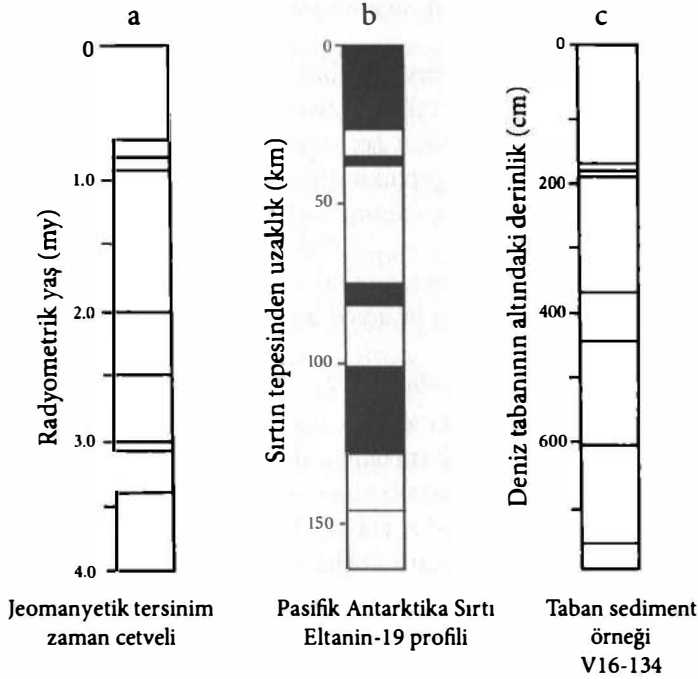 a
0
1.0
2.0
3.0
4.0
Radyometrik yaş (my)
Jeomanyetik tersinim
zaman cetveli
b
0
50
100
150
Sırtın tepesinden uzaklık (km)
Pasifik Antarktika Sırtı
Eltanin-19 profili
c
0
200
400
600
Deniz tabanının altındaki derinlik (cm)
Taban sediment
örneği
V16-134